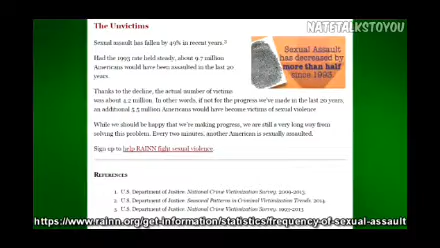 NATETALKSTOYOU
The Unvictims
Sexual assault has fallen by 49% in recent years.²
Had the 1993 rate held steady, about 9.7 million
Americans would have been assaulted in the last 20
years.
Sexual Assault
has decreased by
more than half
since 1993.
Thanks to the decline, the actual number of victims
was about 4.2 million. In other words, if not for the progress we've made in the last 20 years,
an additional 5.5 million Americans would have become victims of sexual violence
While we should be happy that we're making progress, we are still a very long way from
solving this problem. Every two minutes, another American is sexually assaulted.
Sign up to help RAINN fight sexual violence.
REFERENCES
1. U.S. Department of Justice. National Crime Victimization Survey. 2009-2013.
2. U.S. Department of Justice. Seasonal Patterns in Criminal Victimization Trends. 2014.
3. U.S. Department of Justice. National Crime Victimization Survey. 1993-2013
https://www.rainn.org/get-information/statistics/frequency-of-sexual-assault